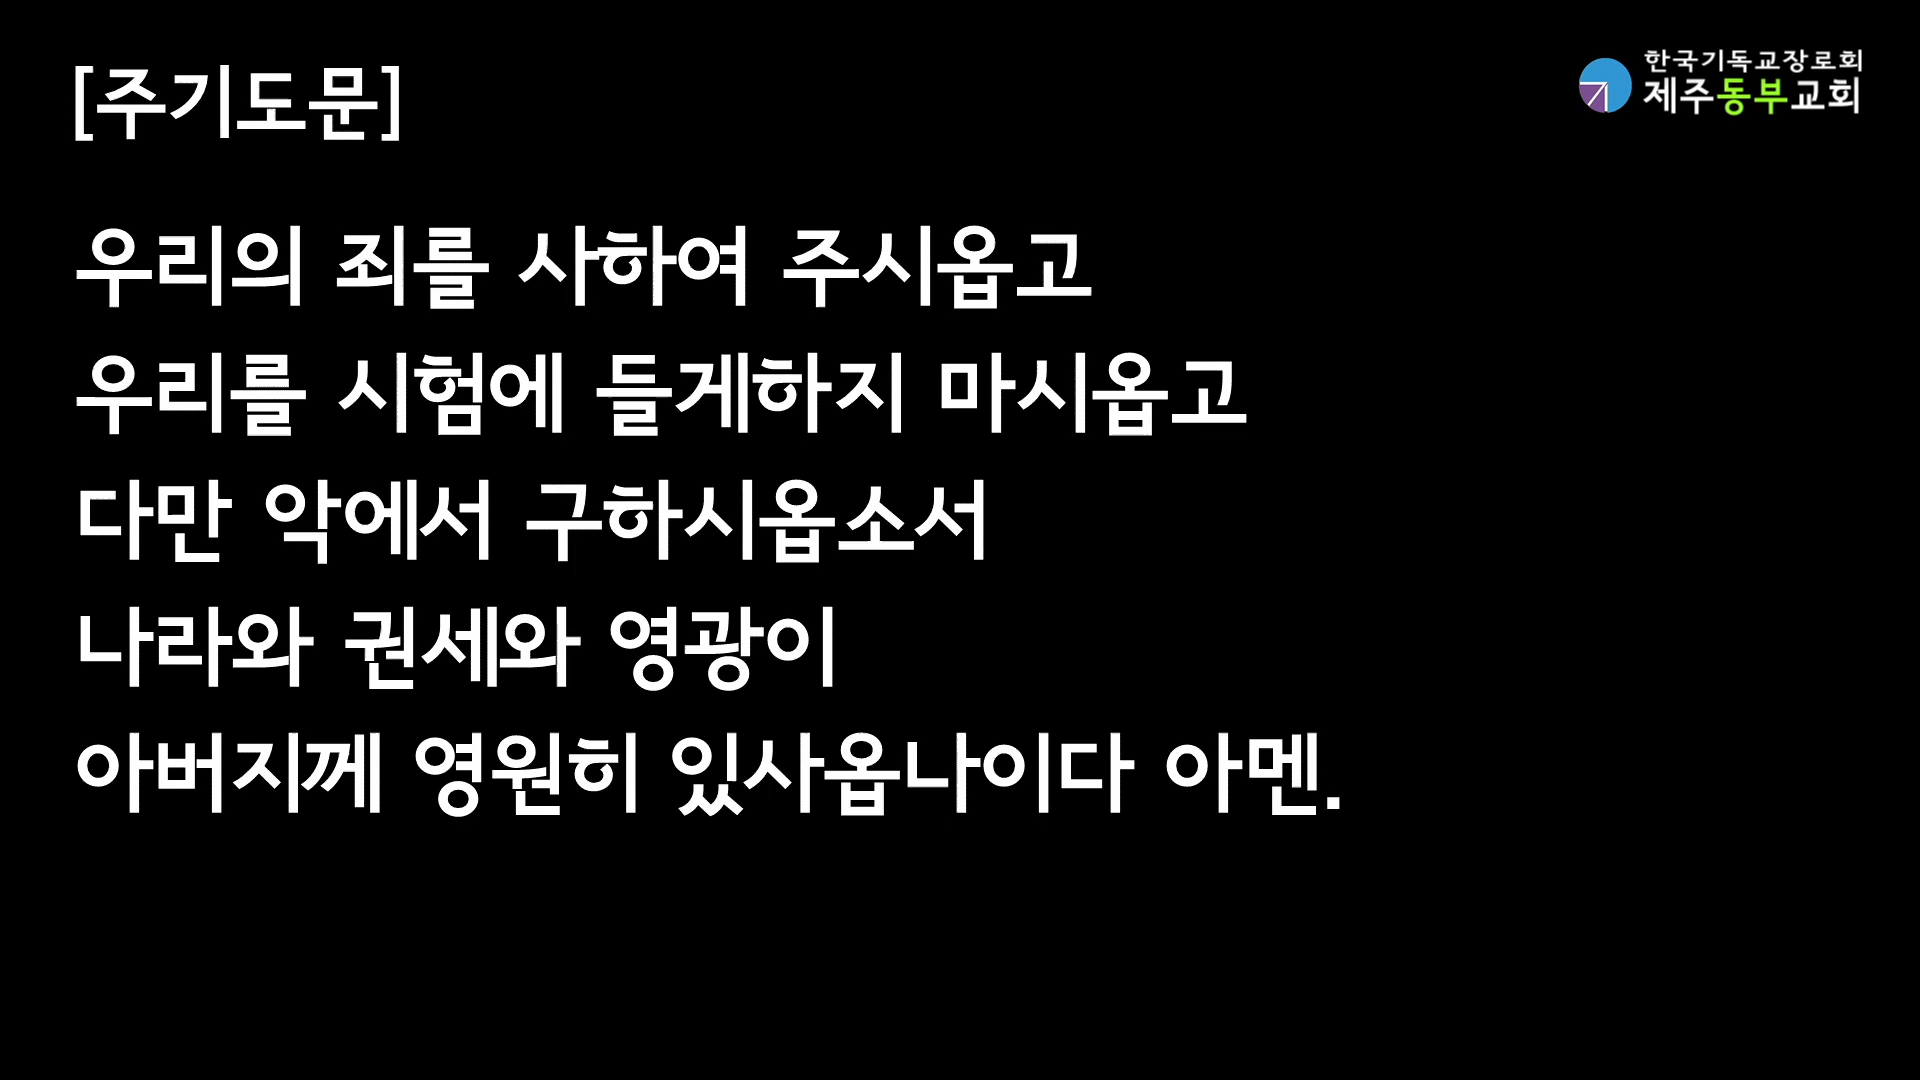 [주기도문]
한국기독교장로회
제주동부교회
우리의 죄를 사하여 주시옵고
우리를 시험에 들게하지 마시옵고
다만 악에서 구하시옵소서
나라와 권세와 영광이
아버지께 영원히 있사옵나이다 아멘.